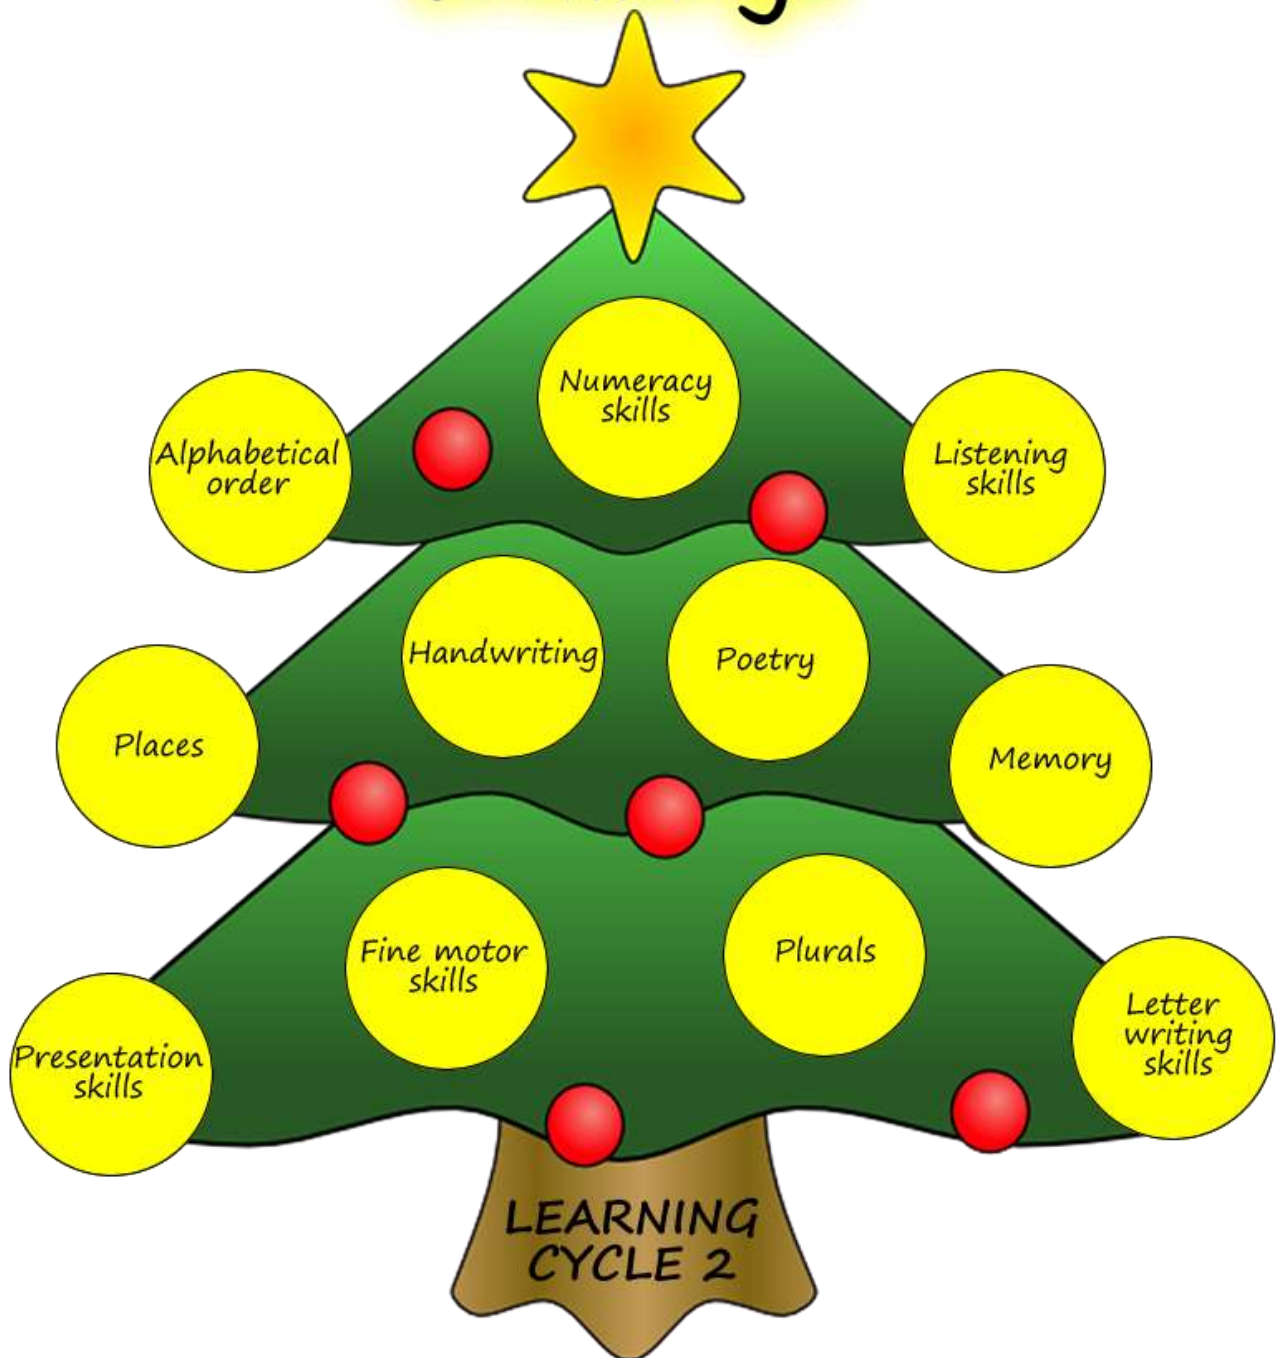 Numeracy
skills
Alphabetical
order
Listening
skills
Handwriting
Poetry
Places
Memory
Fine motor
skills
Plurals
Letter
writing
skills
Presentation
skills
LEARNING
CYCLE 2